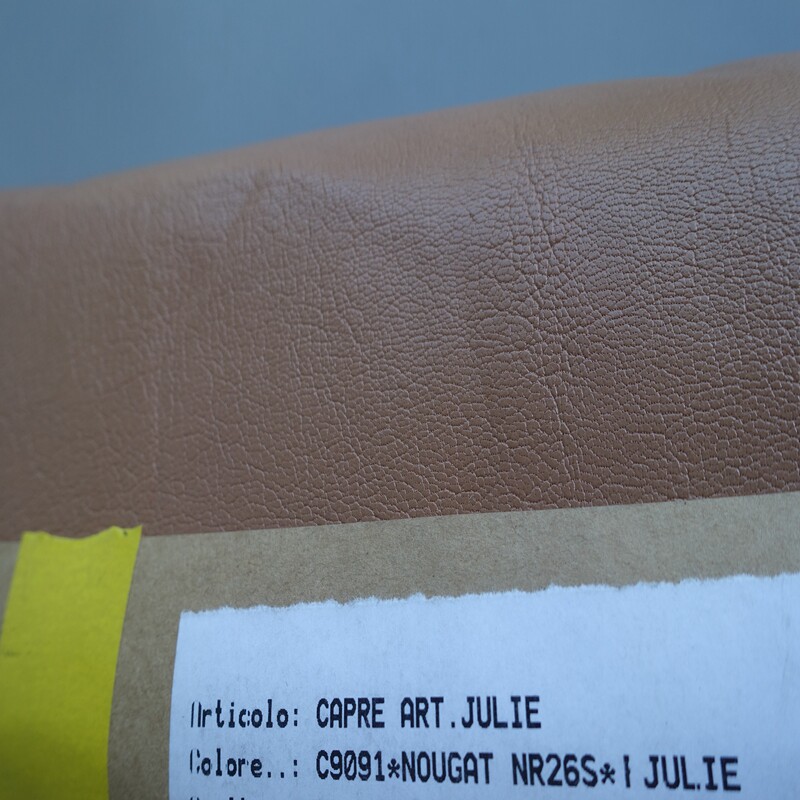 Articolo: CAPRE ART.JULIE
Colore..: C9091*NOUGAT NR26S* JULIE